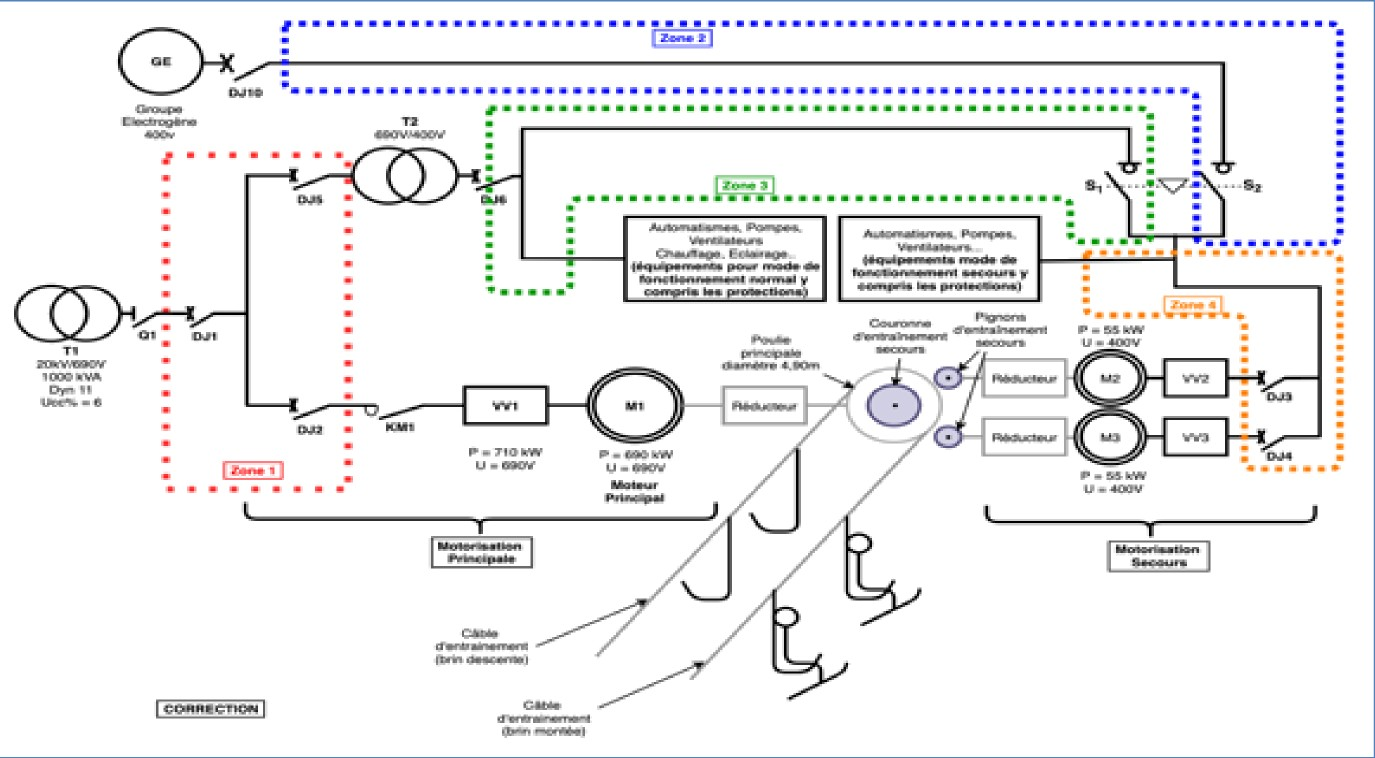 Zone 2
GE
DJ10
Groupe
Electrogène
400v
T2
690V/400V
DJ5
DJ6
Zone 3
S1
S2
Automatismes, Pompes,
Ventilateurs
Chauffage, Eclairage..
(équipements pour mode de
fonctionnement normal y
compris les protections)
Automatismes, Pompes,
Ventilateurs...
(équipements mode de
fonctionnement secours y
compris les protections)
Zone 4
Q1
DJ1
T1
20kV/690V
1000 kVA
Dyn 11
Ucc% = 6
Poulie
principale
diamètre 4,90m
Couronne
d'entraînement
secours
Pignons
d'entraînement
secours
P = 55 kW
U = 400V
Réducteur
M2
VV2
DJ3
DJ2
KM1
VV1
M1
Réducteur
Réducteur
M3
VV3
DJ4
P = 710 kW
U = 690V
P = 690 kW
U = 690V
Moteur
Principal
P = 55 kW
U = 400V
Zone 1
Motorisation
Principale
Motorisation
Secours
Câble
d'entrainement
(brin descente)
Câble
d'entrainement
(brin montée)
CORRECTION